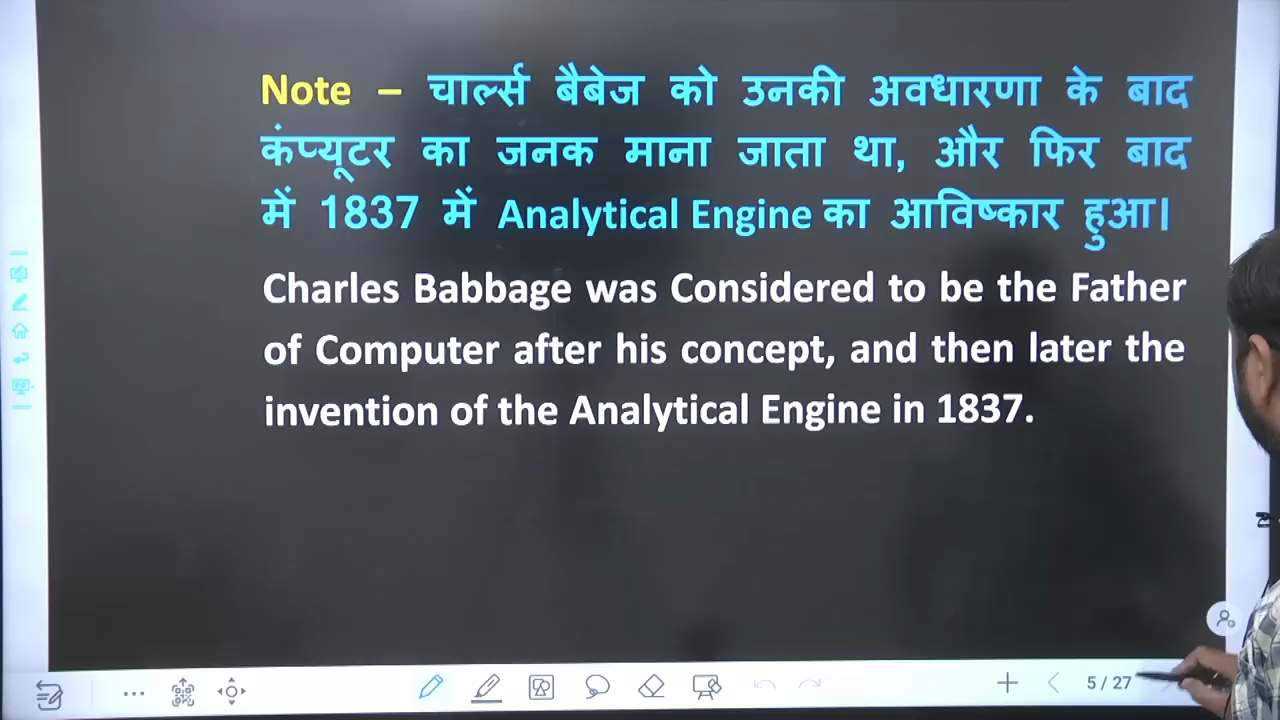 Note – चार्ल्स बैबेज को उनकी अवधारणा के बाद
कंप्यूटर का जनक माना जाता था, और फिर बाद
में 1837 में Analytical Engine का आविष्कार हुआ।
Charles Babbage was Considered to be the Father
of Computer after his concept, and then later the
invention of the Analytical Engine in 1837.
5 / 27